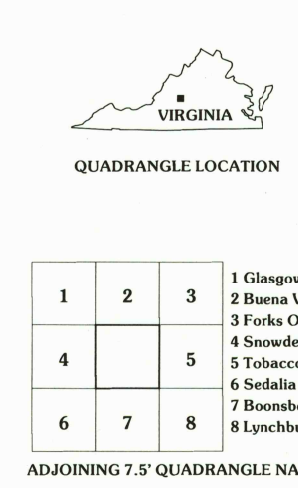 VIRGINIA
QUADRANGLE LOCATION
1 2 3
4 5
6 7 8
1 Glasgow
2 Buena V
3 Forks O
4 Snowde
5 Tobacco
6 Sedalia
7 Boonsbo
8 Lynchbu
ADJOINING 7.5' QUADRANGLE NA